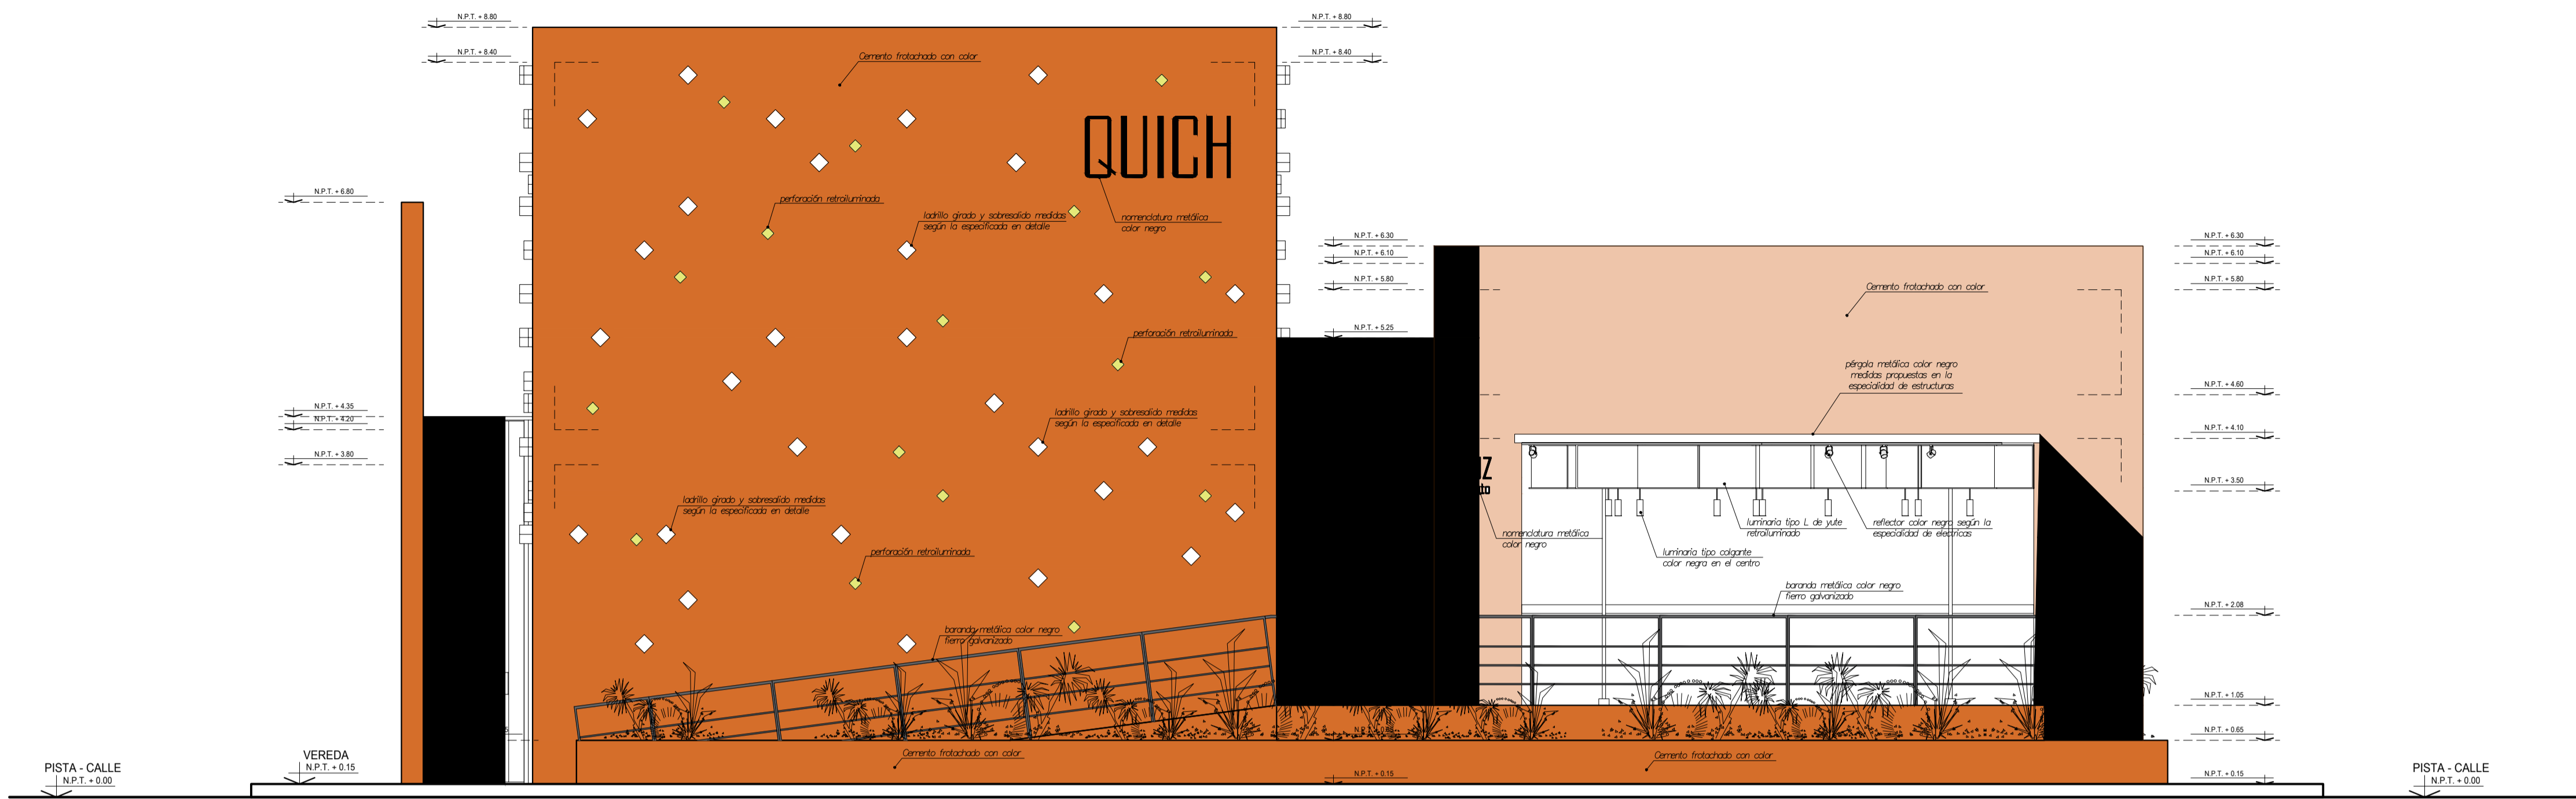 N.P.T. + 8.80
N.P.T. + 8.80
N.P.T. + 8.40
N.P.T. + 8.40
Cemento frotachado con color
QUICH
N.P.T. + 6.80
perforación retroiluminada
ladrillo girado y sobresalido medidas
según la especificada en detalle
nomenclatura metálica
color negro
N.P.T. + 6.30
N.P.T. + 6.30
N.P.T. + 6.10
N.P.T. + 6.10
N.P.T. + 5.80
N.P.T. + 5.80
Cemento frotachado con color
N.P.T. + 5.25
perforación retroiluminada
pérgola metálica color negro
medidas propuestas en la
especialidad de estructuras
N.P.T. + 4.60
N.P.T. + 4.35
N.P.T. + 4.20
ladrillo girado y sobresalido medidas
según la especificada en detalle
N.P.T. + 4.10
N.P.T. + 3.80
N.P.T. + 3.50
ladrillo girado y sobresalido medidas
según la especificada en detalle
luminaria tipo L de yute
retroiluminado
reflector color negro según la
especialidad de eléctricas
nomenclatura metálica
color negro
perforación retroiluminada
luminaria tipo colgante
color negra en el centro
baranda metálica color negro
fierro galvanizado
N.P.T. + 2.08
baranda metálica color negro
fierro galvanizado
N.P.T. + 1.05
N.P.T. + 0.65
Cemento frotachado con color
Cemento frotachado con color
VEREDA
N.P.T. + 0.15
N.P.T. + 0.15
N.P.T. + 0.15
PISTA - CALLE
N.P.T. + 0.00
PISTA - CALLE
N.P.T. + 0.00